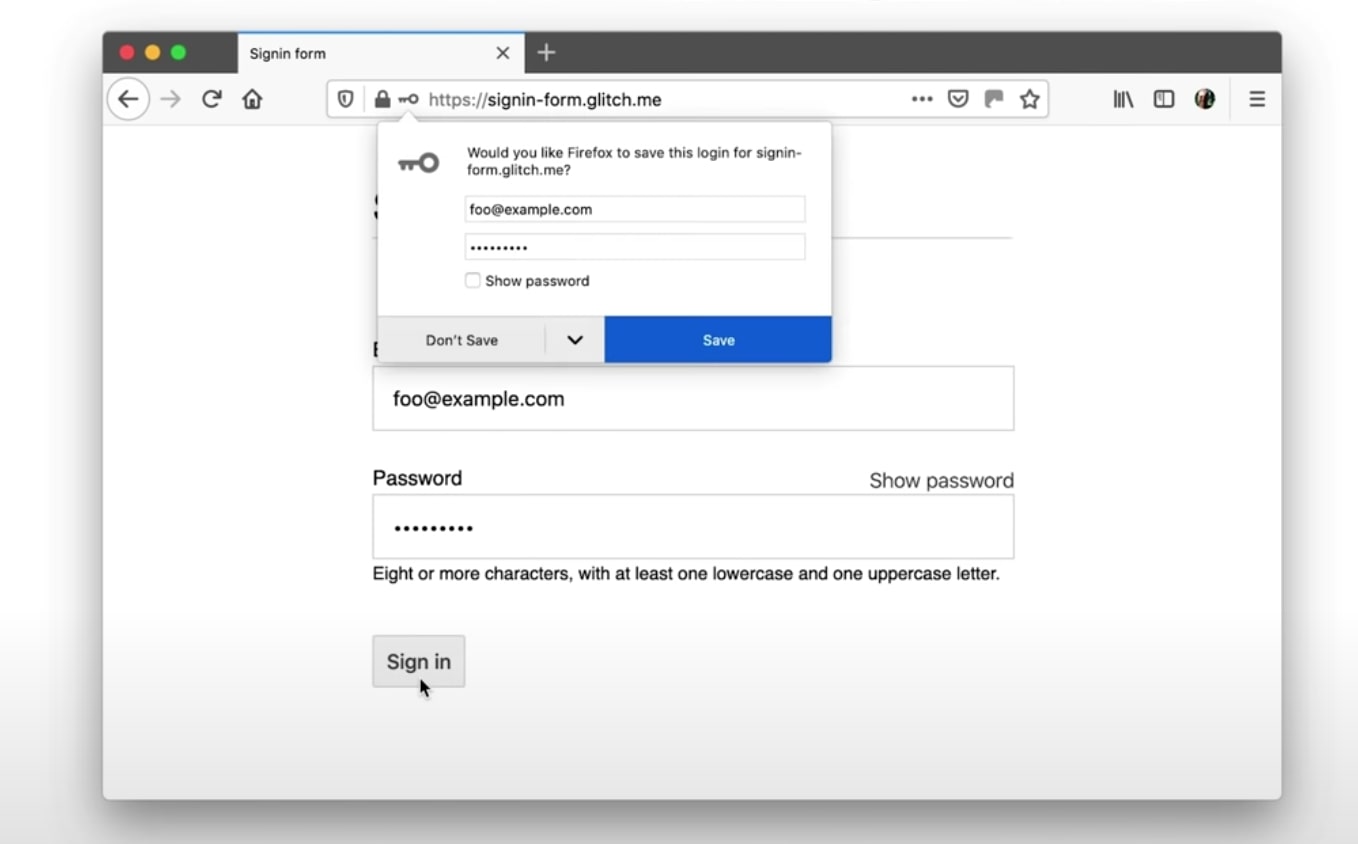 Signin form
https://signin-form.glitch.me
Would you like Firefox to save this login for signin-
form.glitch.me?
foo@example.com
•••••••••
Show password
Don't Save
Save
foo@example.com
Password
Show password
•••••••••
Eight or more characters, with at least one lowercase and one uppercase letter.
Sign in